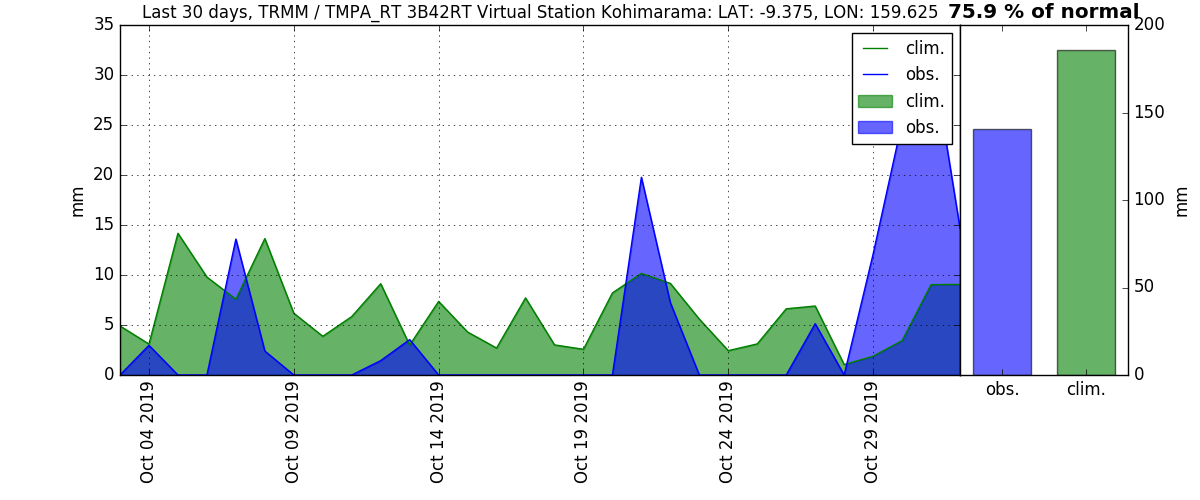 Last 30 days, TRMM / TMPA_RT 3B42RT Virtual Station Kohimarama: LAT: -9.375, LON: 159.625
75.9 % of normal
35
30
25
20
15
10
5
0
mm
clim.
obs.
clim.
obs.
200
150
100
50
0
mm
obs.
clim.
Oct 04 2019
Oct 09 2019
Oct 14 2019
Oct 19 2019
Oct 24 2019
Oct 29 2019